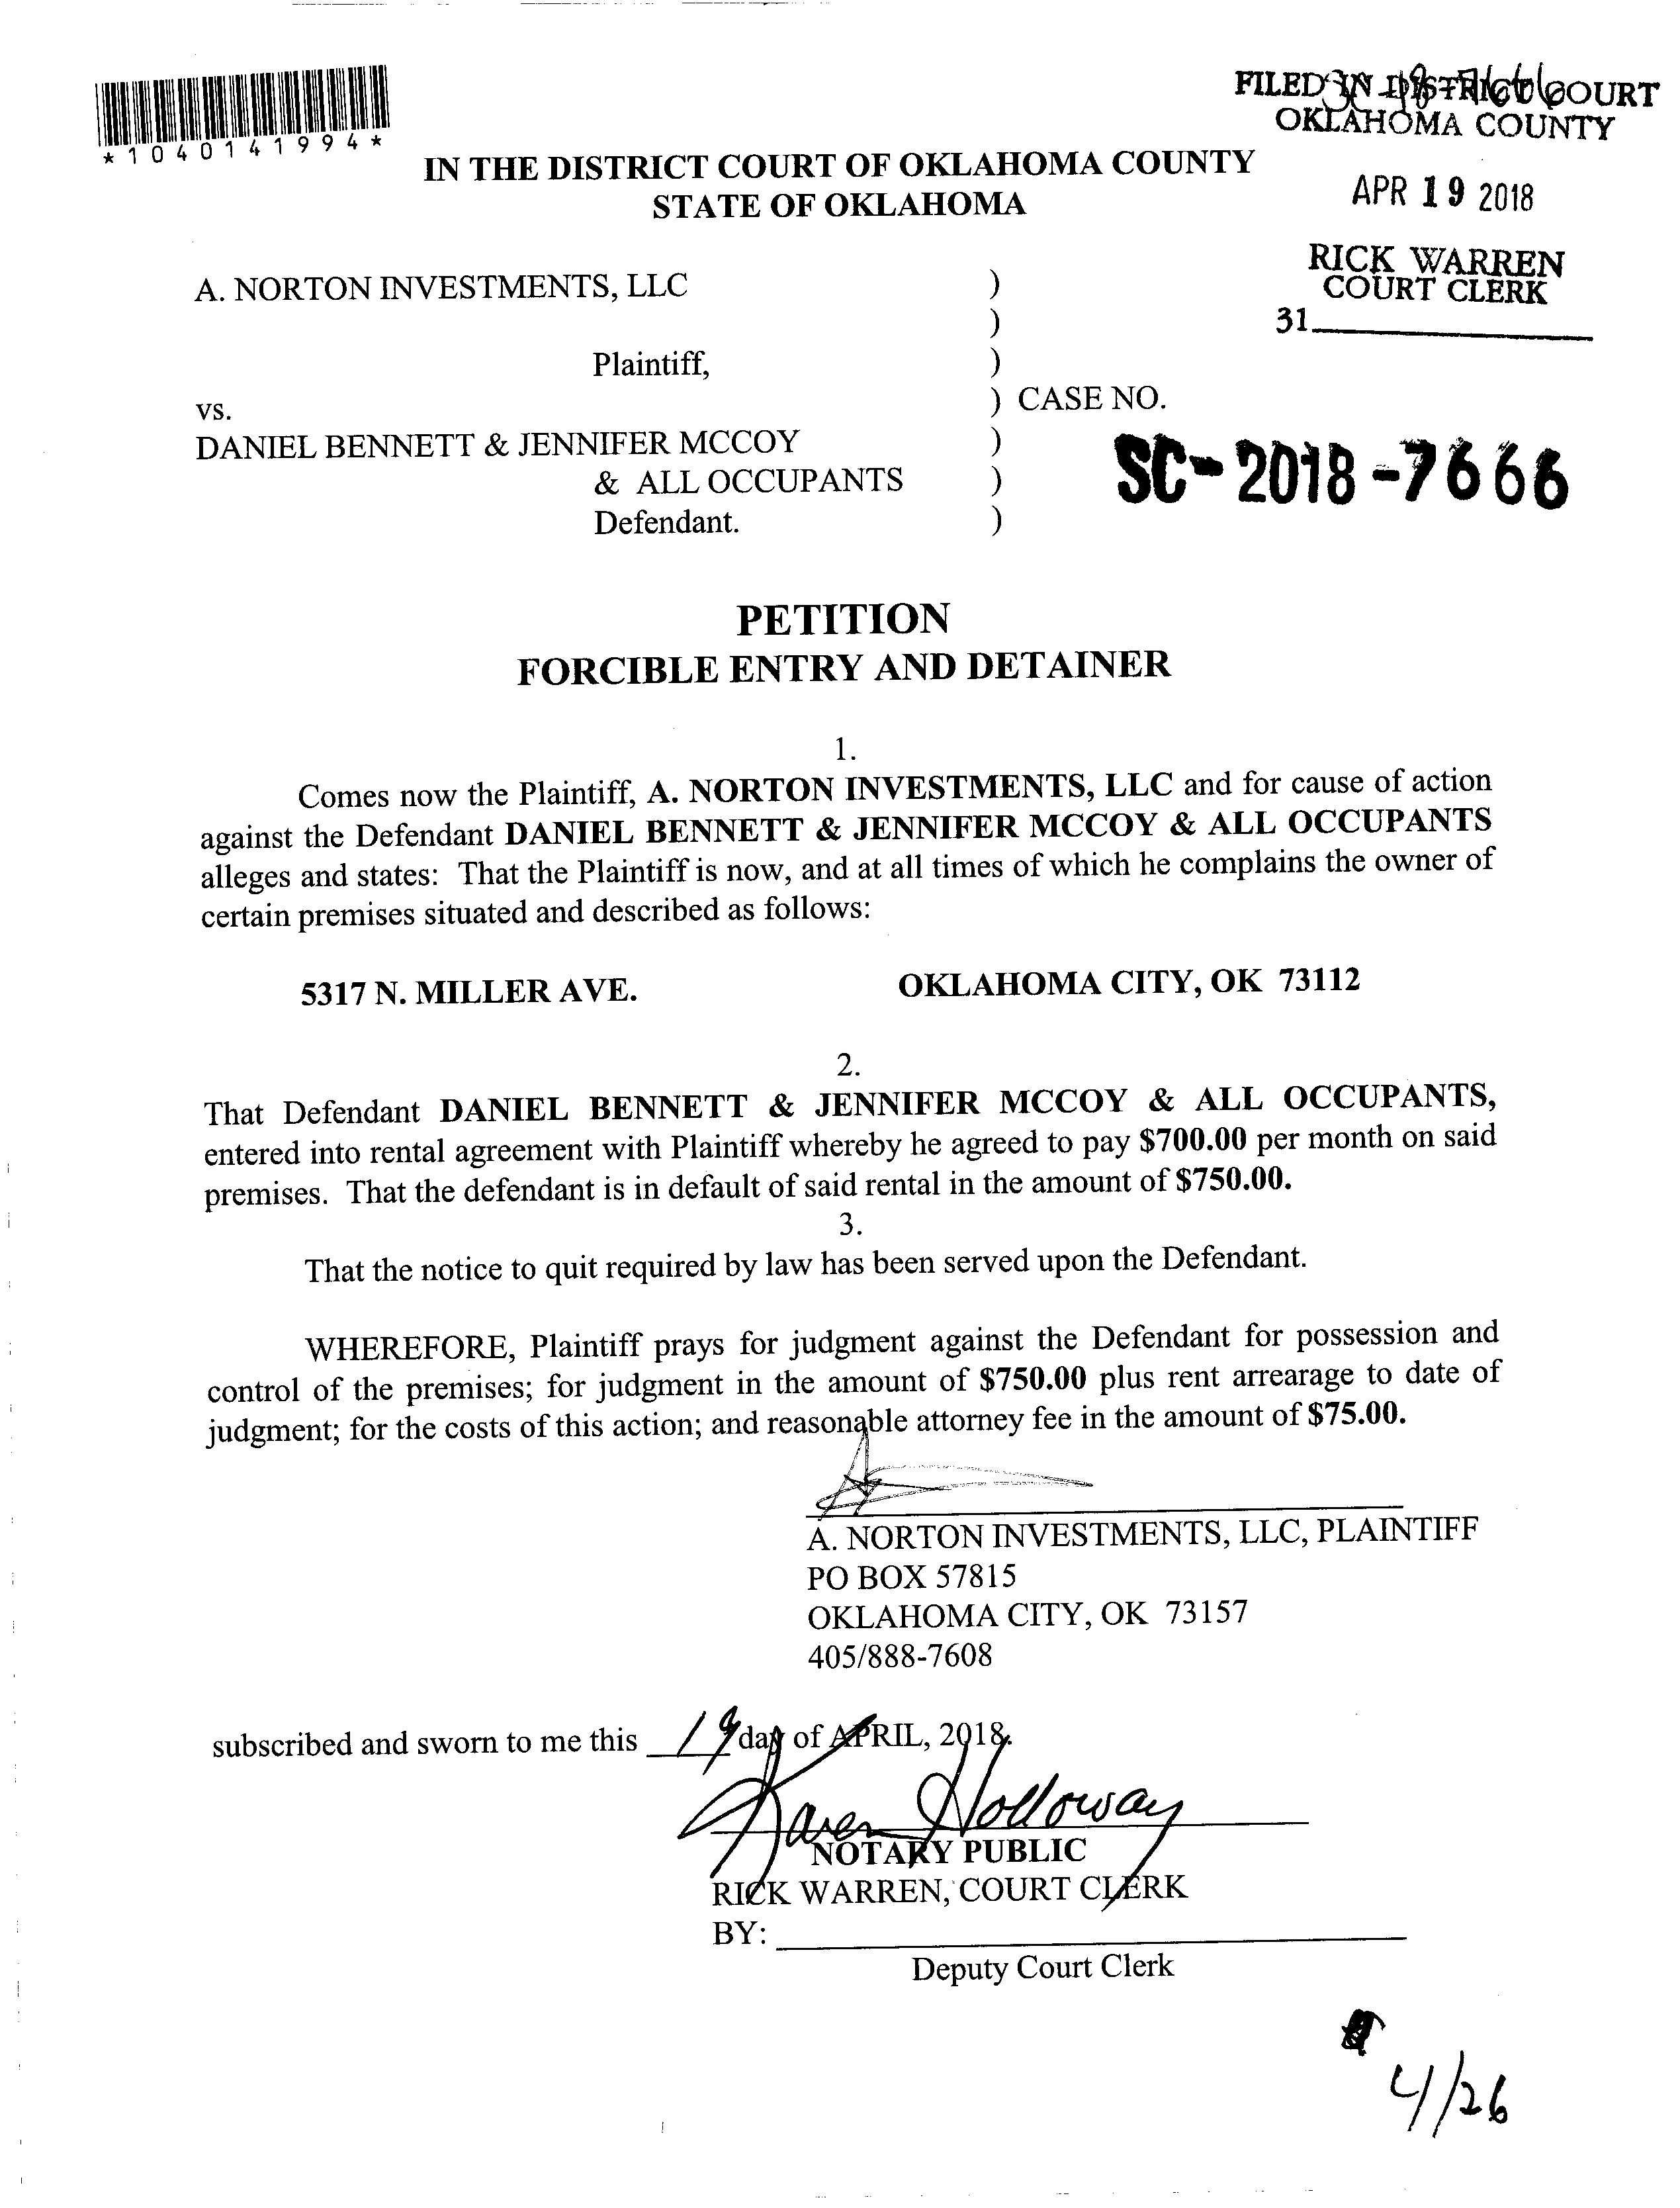 *1040141994*
FILED IN DISTRICT COURT
OKLAHOMA COUNTY
APR 19 2018
RICK WARREN
COURT CLERK
31
IN THE DISTRICT COURT OF OKLAHOMA COUNTY
STATE OF OKLAHOMA
A. NORTON INVESTMENTS, LLC )
)
Plaintiff, )
vs. ) CASE NO.
DANIEL BENNETT & JENNIFER MCCOY )
& ALL OCCUPANTS ) SC-2018-7666
Defendant. )
PETITION
FORCIBLE ENTRY AND DETAINER
1.
Comes now the Plaintiff, A. NORTON INVESTMENTS, LLC and for cause of action
against the Defendant DANIEL BENNETT & JENNIFER MCCOY & ALL OCCUPANTS
alleges and states: That the Plaintiff is now, and at all times of which he complains the owner of
certain premises situated and described as follows:
5317 N. MILLER AVE. OKLAHOMA CITY, OK 73112
2.
That Defendant DANIEL BENNETT & JENNIFER MCCOY & ALL OCCUPANTS,
entered into rental agreement with Plaintiff whereby he agreed to pay $700.00 per month on said
premises. That the defendant is in default of said rental in the amount of $750.00.
3.
That the notice to quit required by law has been served upon the Defendant.
WHEREFORE, Plaintiff prays for judgment against the Defendant for possession and
control of the premises; for judgment in the amount of $750.00 plus rent arrearage to date of
judgment; for the costs of this action; and reasonable attorney fee in the amount of $75.00.
A. NORTON INVESTMENTS, LLC, PLAINTIFF
PO BOX 57815
OKLAHOMA CITY, OK 73157
405/888-7608
subscribed and sworn to me this 19 day of APRIL, 2018.
Karen Holloway
NOTARY PUBLIC
RICK WARREN, COURT CLERK
BY:
Deputy Court Clerk
4/26